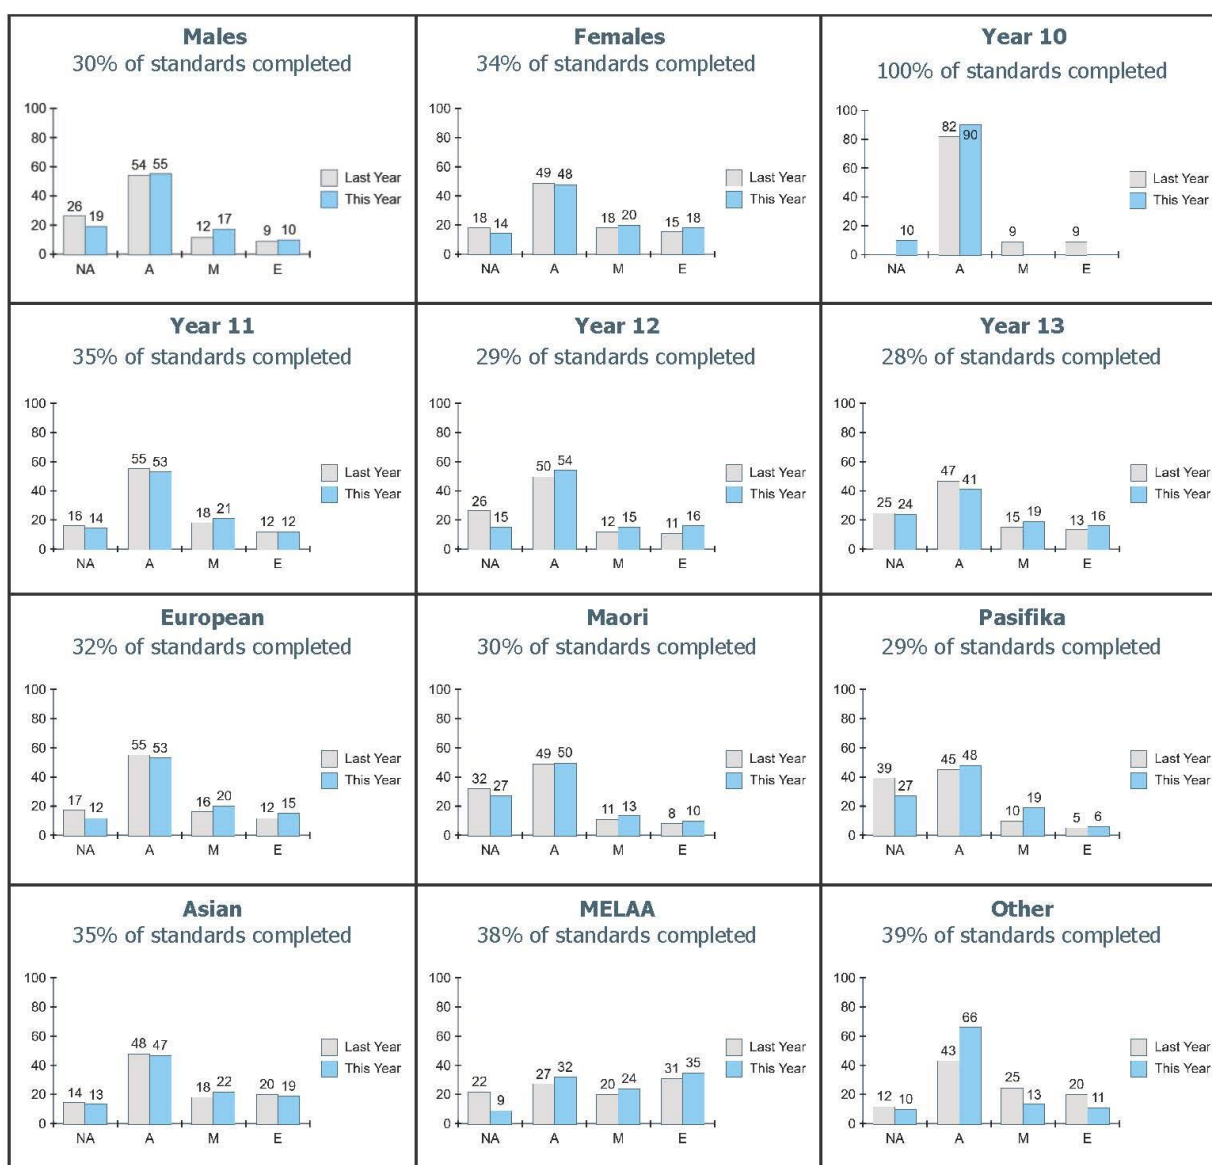 Males
30% of standards completed
100
80
60
40
20
0
26
19
54
55
12
17
9
10
NA
A
M
E
Last Year
This Year
Females
34% of standards completed
100
80
60
40
20
0
18
14
49
48
18
20
15
18
NA
A
M
E
Last Year
This Year
Year 10
100% of standards completed
100
80
60
40
20
0
10
82
90
9
9
NA
A
M
E
Last Year
This Year
Year 11
35% of standards completed
100
80
60
40
20
0
16
14
55
53
18
21
12
12
NA
A
M
E
Last Year
This Year
Year 12
29% of standards completed
100
80
60
40
20
0
26
15
50
54
12
15
11
16
NA
A
M
E
Last Year
This Year
Year 13
28% of standards completed
100
80
60
40
20
0
25
24
47
41
15
19
13
16
NA
A
M
E
Last Year
This Year
European
32% of standards completed
100
80
60
40
20
0
17
12
55
53
16
20
12
15
NA
A
M
E
Last Year
This Year
Maori
30% of standards completed
100
80
60
40
20
0
32
27
49
50
11
13
8
10
NA
A
M
E
Last Year
This Year
Pasifika
29% of standards completed
100
80
60
40
20
0
39
27
45
48
10
19
5
6
NA
A
M
E
Last Year
This Year
Asian
35% of standards completed
100
80
60
40
20
0
14
13
48
47
18
22
20
19
NA
A
M
E
Last Year
This Year
MELAA
38% of standards completed
100
80
60
40
20
0
22
9
27
32
20
24
31
35
NA
A
M
E
Last Year
This Year
Other
39% of standards completed
100
80
60
40
20
0
12
10
43
66
25
13
20
11
NA
A
M
E
Last Year
This Year